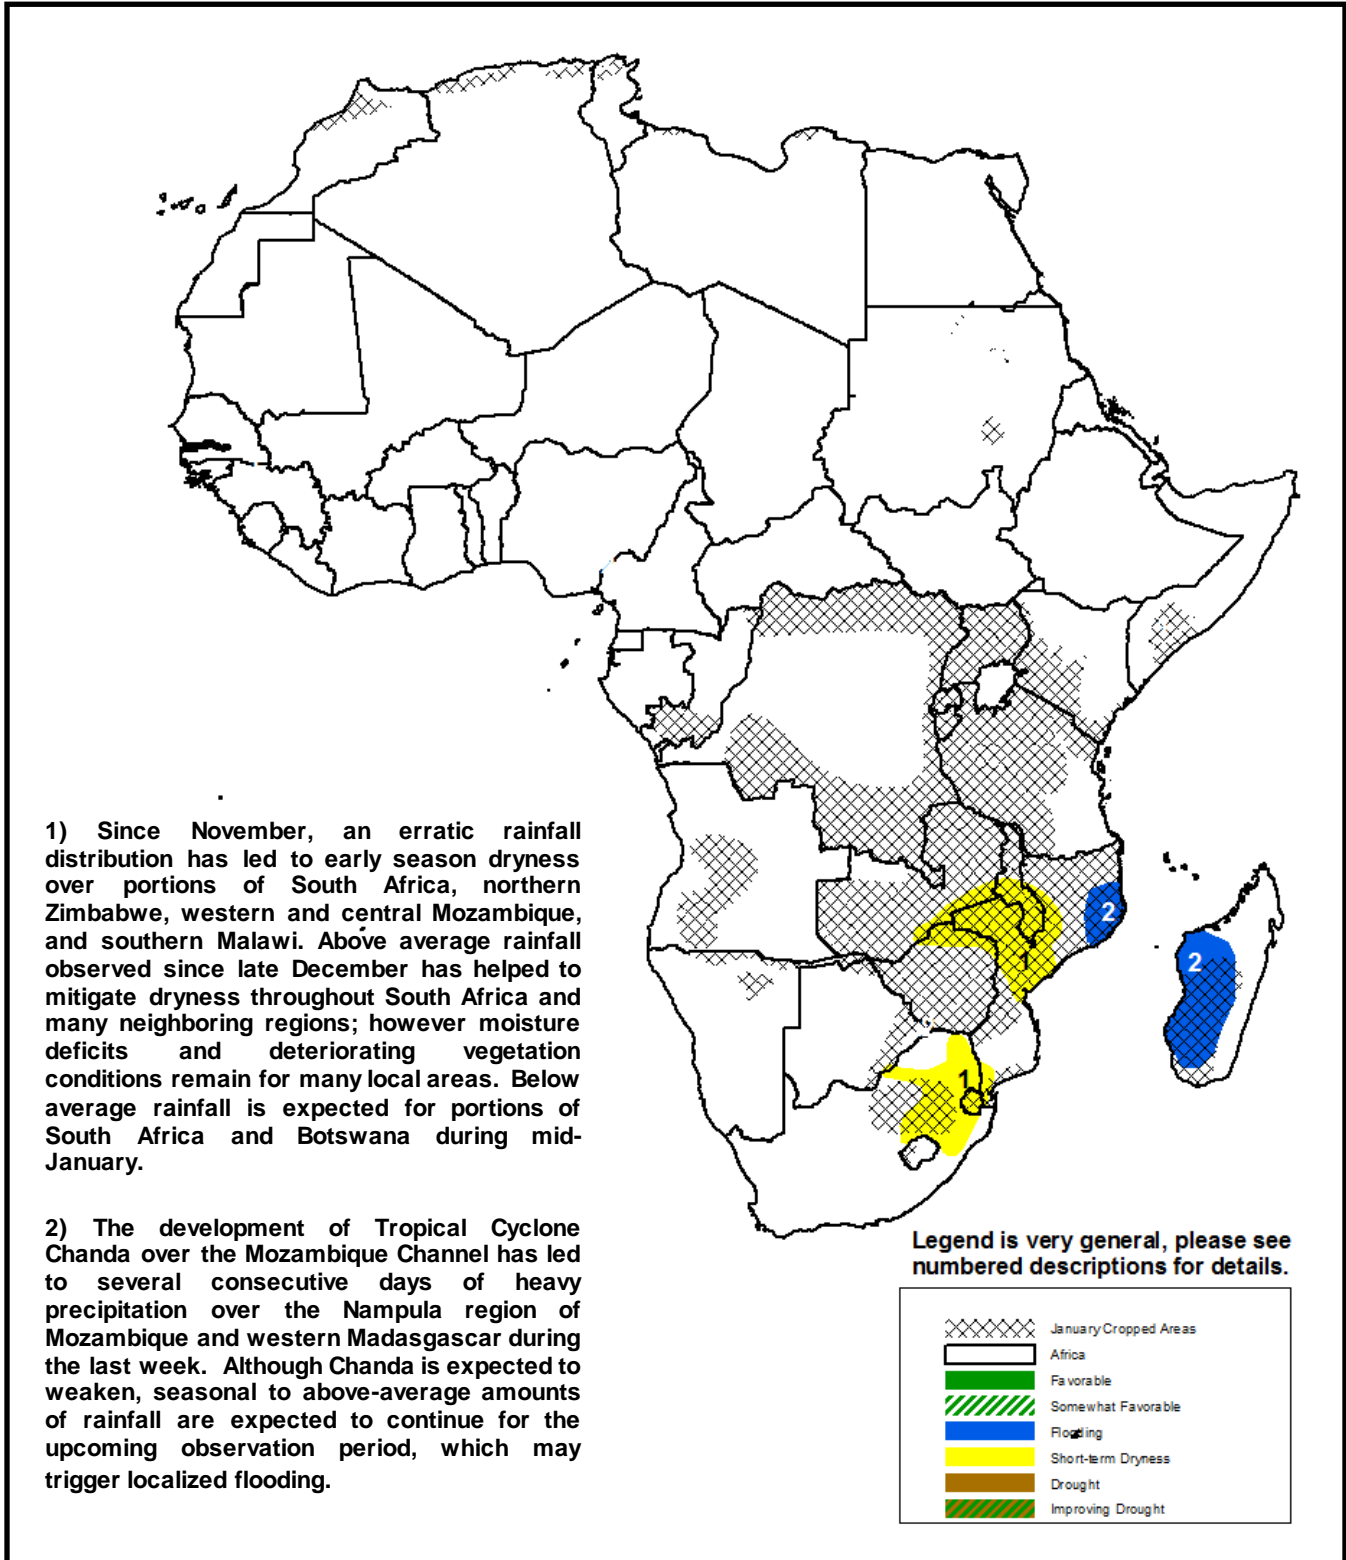 1) Since November, an erratic rainfall
distribution has led to early season dryness
over portions of South Africa, northern
Zimbabwe, western and central Mozambique,
and southern Malawi. Above average rainfall
observed since late December has helped to
mitigate dryness throughout South Africa and
many neighboring regions; however moisture
deficits and deteriorating vegetation
conditions remain for many local areas. Below
average rainfall is expected for portions of
South Africa and Botswana during mid-
January.
2) The development of Tropical Cyclone
Chanda over the Mozambique Channel has led
to several consecutive days of heavy
precipitation over the Nampula region of
Mozambique and western Madasgascar during
the last week. Although Chanda is expected to
weaken, seasonal to above-average amounts
of rainfall are expected to continue for the
upcoming observation period, which may
trigger localized flooding.
2
2
1
1
Legend is very general, please see
numbered descriptions for details.
January Cropped Areas
Africa
Favorable
Somewhat Favorable
Flooding
Short-term Dryness
Drought
Improving Drought